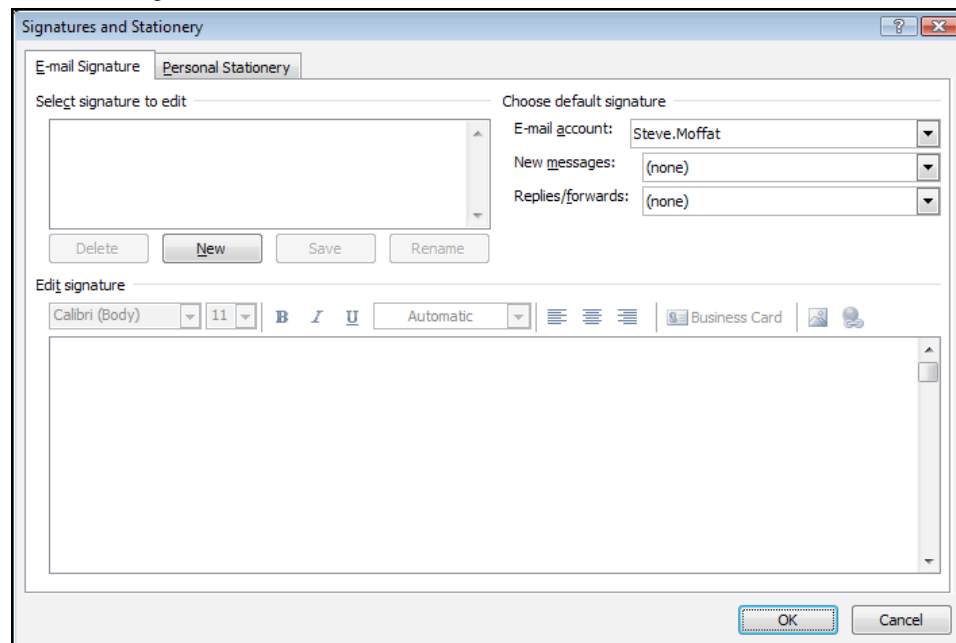 Signatures and Stationery
E-mail Signature Personal Stationery
Select signature to edit
Choose default signature
E-mail account: Steve.Moffat
New messages: (none)
Replies/forwards: (none)
Delete New Save Rename
Edit signature
Calibri (Body) 11 B I U Automatic Business Card
OK Cancel